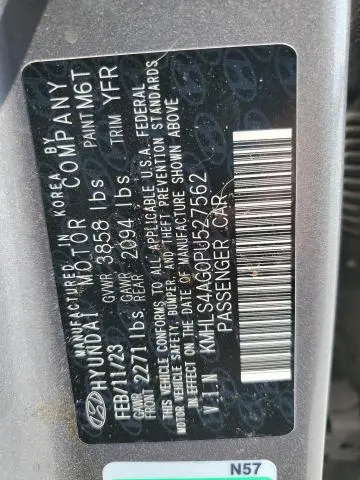 MANUFACTURED IN KOREA BY
HYUNDAI MOTOR COMPANY
FEB/11/23 GVWR 3858 lbs PAINT M6T
GAWR FRONT 2271 lbs GAWR REAR 2094 lbs TRIM YFR
THIS VEHICLE CONFORMS TO ALL APPLICABLE U.S.A. FEDERAL
MOTOR VEHICLE SAFETY, BUMPER, AND THEFT PREVENTION STANDARDS
IN EFFECT ON THE DATE OF MANUFACTURE SHOWN ABOVE
V.I.N KMHLS4AG0PU527562
PASSENGER CAR
N57